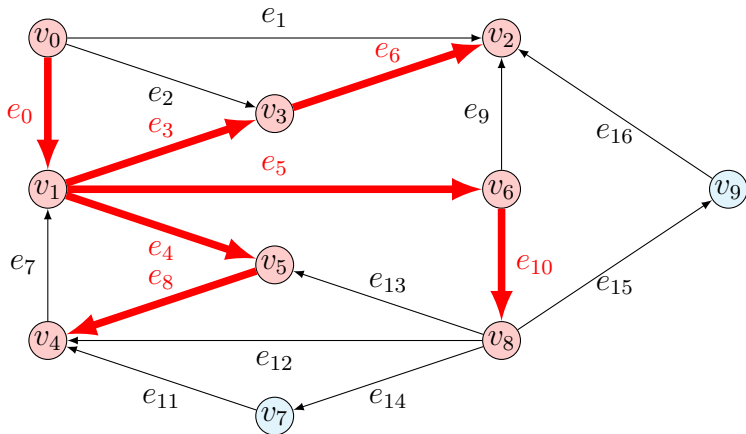 e₁
v₀
v₂
e₆
e₂
e₀
e₃
v₃
e₉
e₁₆
e₅
v₁
v₆
v₉
e₄
e₇
e₈
v₅
e₁₃
e₁₀
e₁₅
v₄
e₁₂
v₈
e₁₁
v₇
e₁₄